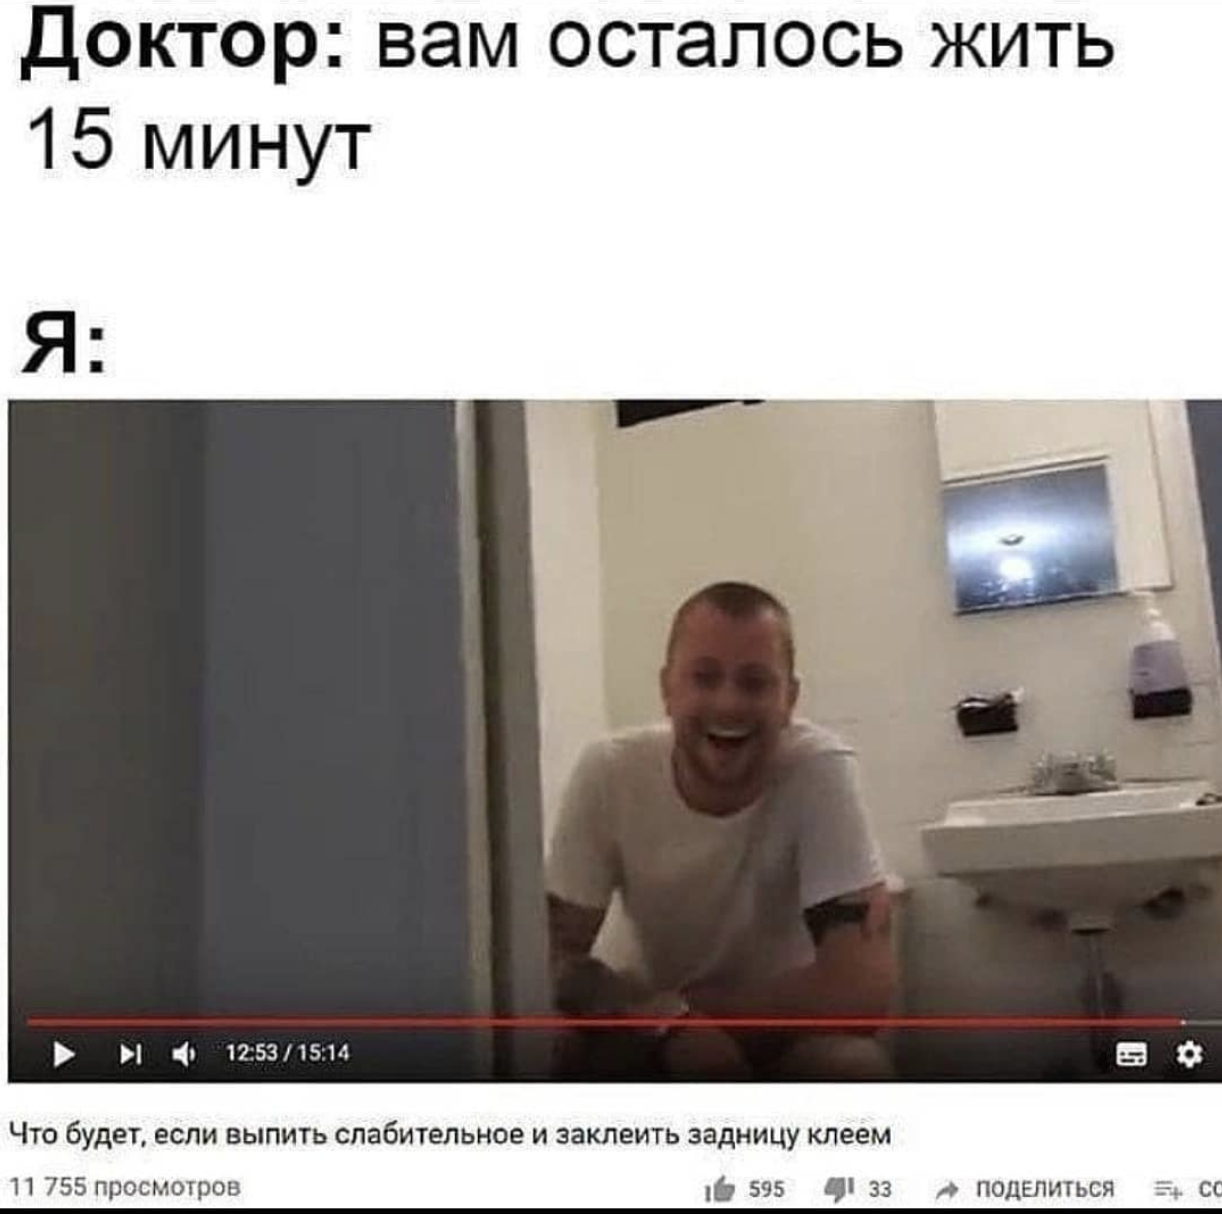 Доктор: вам осталось жить
15 минут
Я:
12:53 / 15:14
Что будет, если выпить слабительное и заклеить задницу клеем
11 755 просмотров 595 33 ПОДЕЛИТЬСЯ